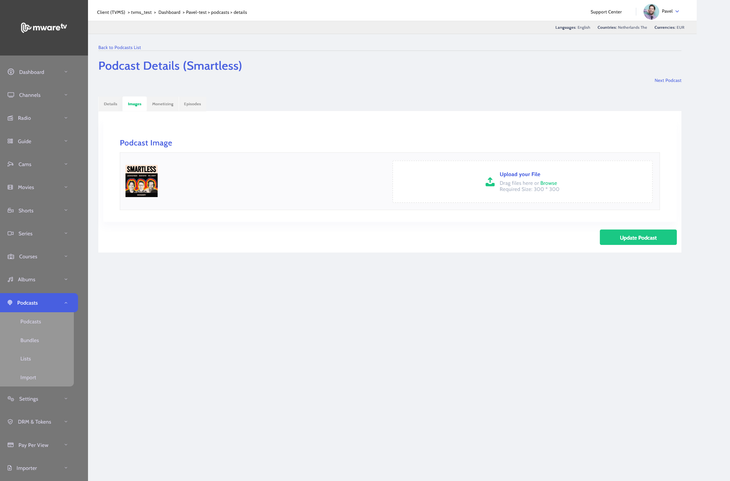 Client (TVMS) > tvms_test > Dashboard > Pavel-test > podcasts > details
Support Center
Pavel
Languages: English Countries: Netherlands The Currencies: EUR
mwaretv
Back to Podcasts List
Podcast Details (Smartless)
Next Podcast
Details
Images
Monetizing
Episodes
Podcast Image
SMARTLESS
Upload your File
Drag Files here or Browse
Required Size: 300 * 300
Update Podcast
Dashboard
Channels
Radio
Guide
Cams
Movies
Shorts
Series
Courses
Albums
Podcasts
Podcasts
Bundles
Lists
Import
Settings
DRM & Tokens
Pay Per View
Importer